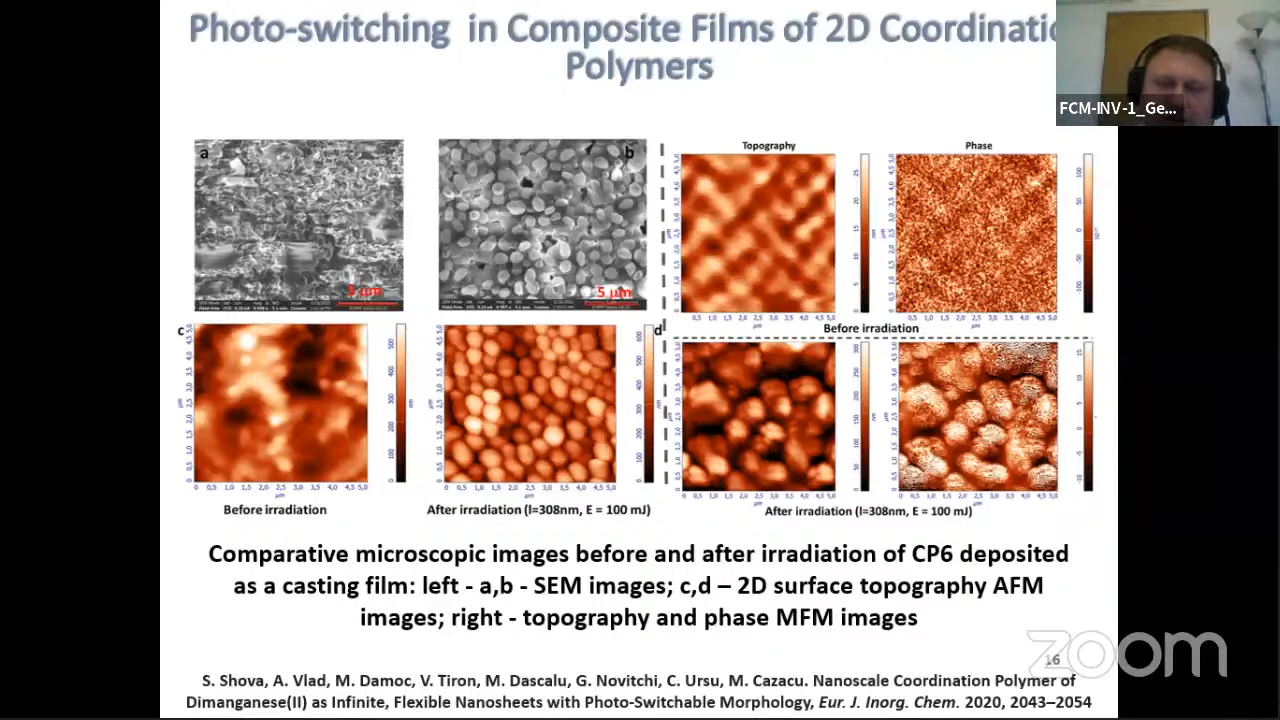 Photo-switching in Composite Films of 2D Coordinatio
Polymers
FCM-INV-1_Ge...
a
b
5 µm
5 µm
Topography
Phase
Before irradiation
c
d
Before irradiation
After irradiation (l=308nm, E = 100 mJ)
After irradiation (l=308nm, E = 100 mJ)
Comparative microscopic images before and after irradiation of CP6 deposited
as a casting film: left - a,b - SEM images; c,d – 2D surface topography AFM
images; right - topography and phase MFM images
zoom
16
S. Shova, A. Vlad, M. Damoc, V. Tiron, M. Dascalu, G. Novitchi, C. Ursu, M. Cazacu. Nanoscale Coordination Polymer of
Dimanganese(II) as Infinite, Flexible Nanosheets with Photo-Switchable Morphology, Eur. J. Inorg. Chem. 2020, 2043–2054